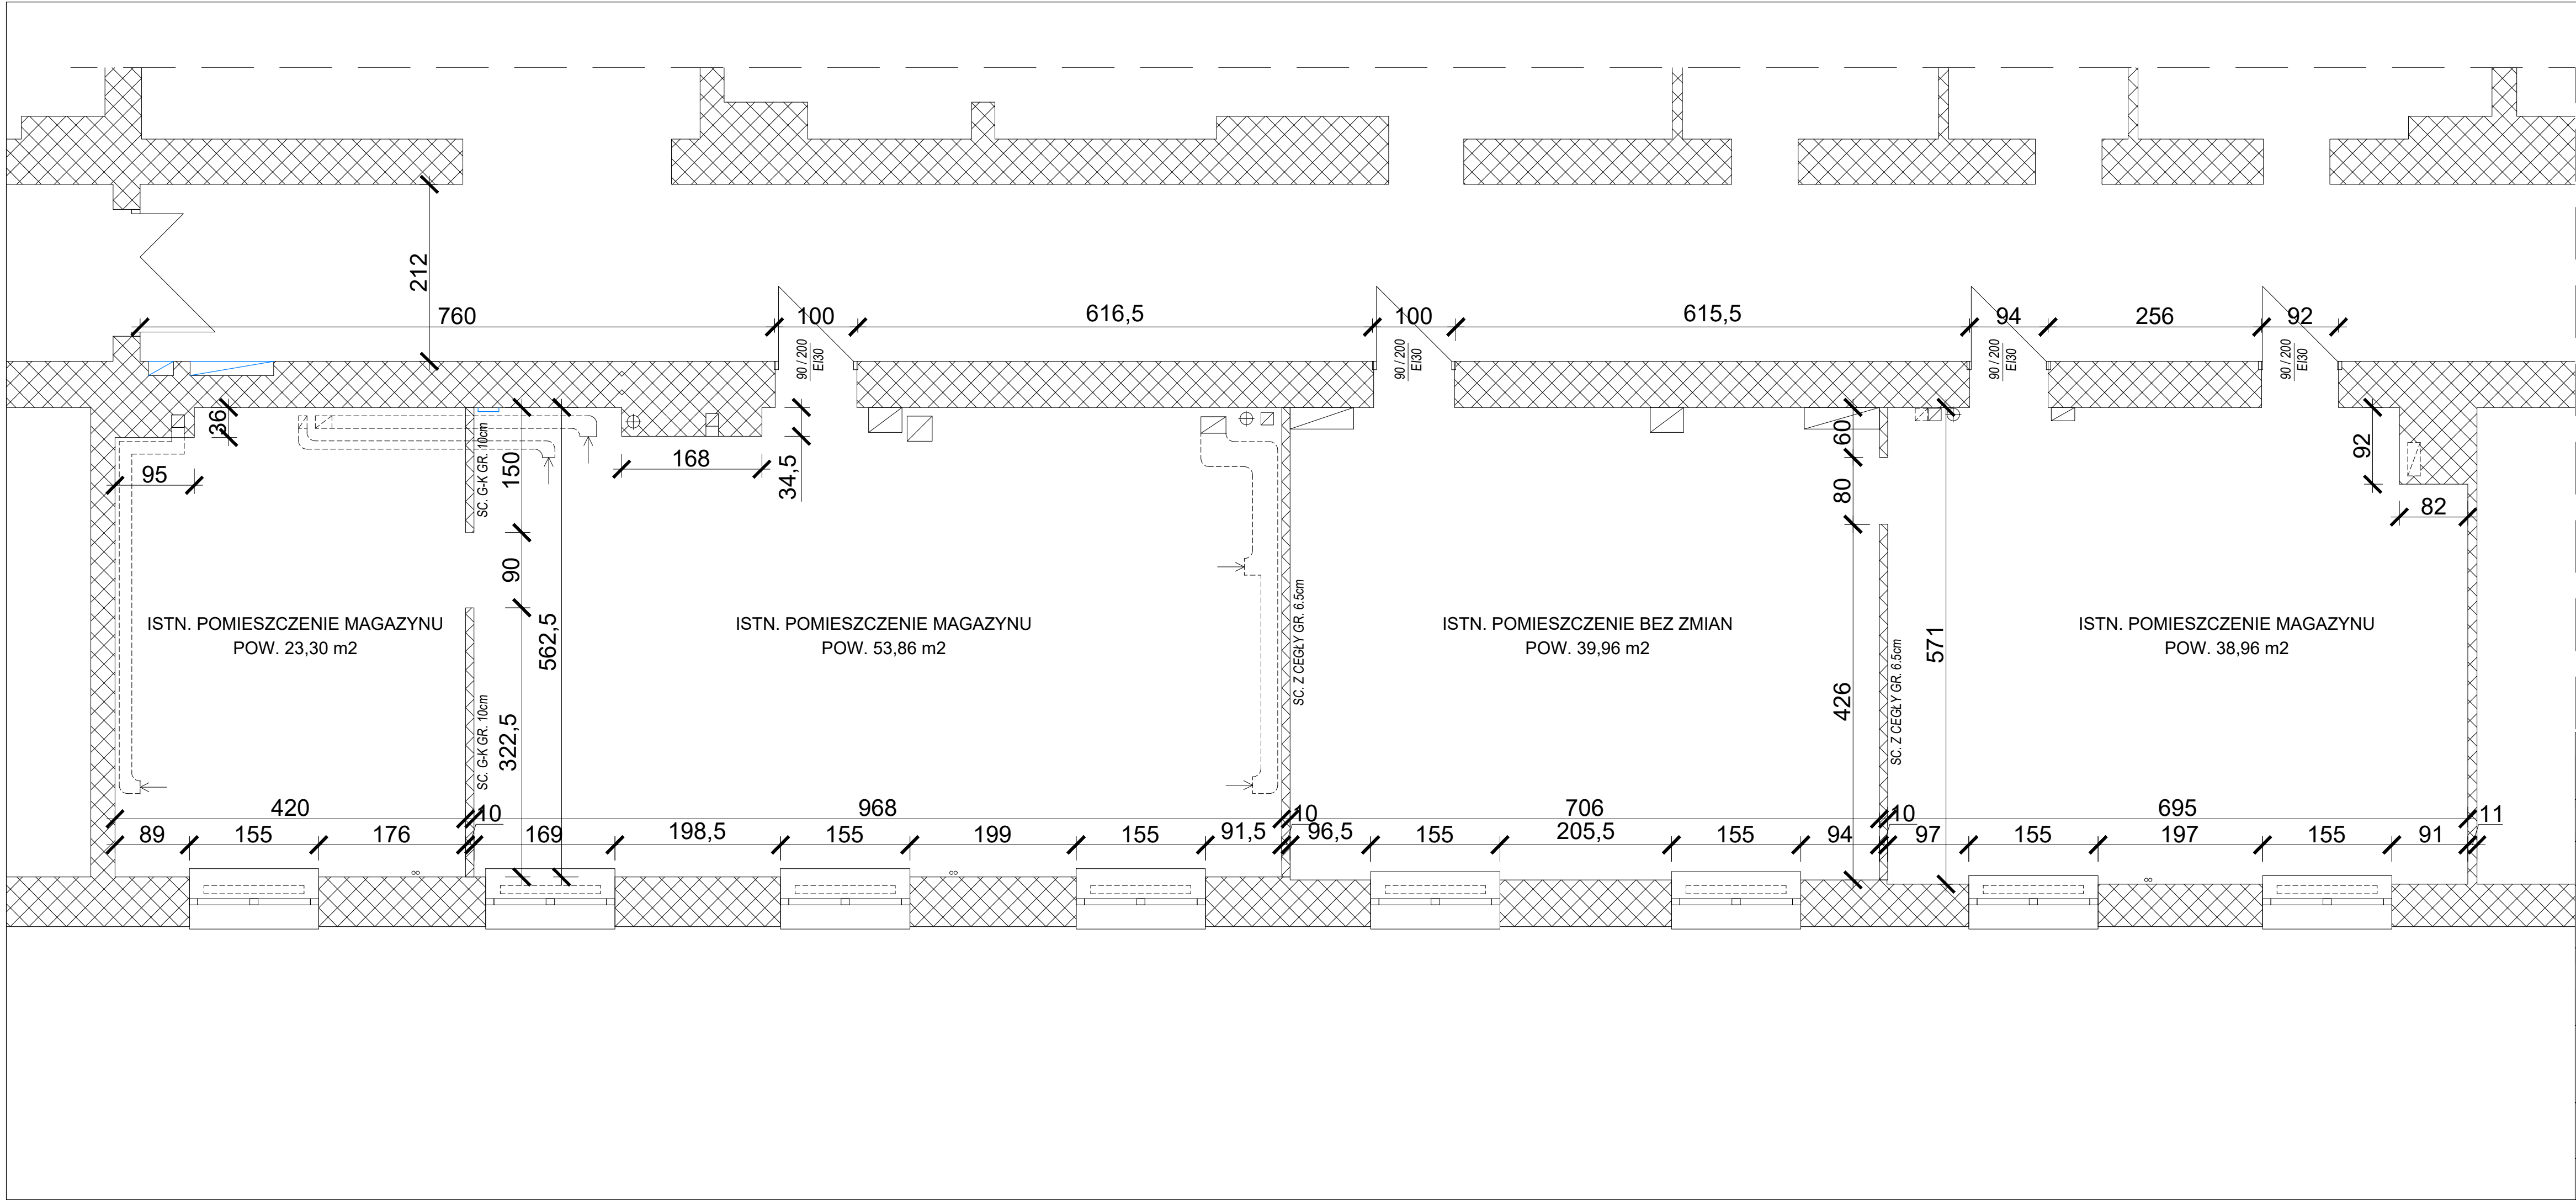 212
760
100
616,5
100
615,5
94
256
92
90 / 200
EI30
90 / 200
EI30
90 / 200
EI30
90 / 200
EI30
36
95
150
SC. G-K GR. 10cm
168
34,5
60
80
92
82
90
562,5
322,5
SC. G-K GR. 10cm
SC. Z CEGŁY GR. 6.5cm
426
SC. Z CEGŁY GR. 6.5cm
571
ISTN. POMIESZCZENIE MAGAZYNU
POW. 23,30 m2
ISTN. POMIESZCZENIE MAGAZYNU
POW. 53,86 m2
ISTN. POMIESZCZENIE BEZ ZMIAN
POW. 39,96 m2
ISTN. POMIESZCZENIE MAGAZYNU
POW. 38,96 m2
420
10
968
10
706
10
695
11
89
155
176
169
198,5
155
199
155
91,5
96,5
155
205,5
155
94
97
155
197
155
91